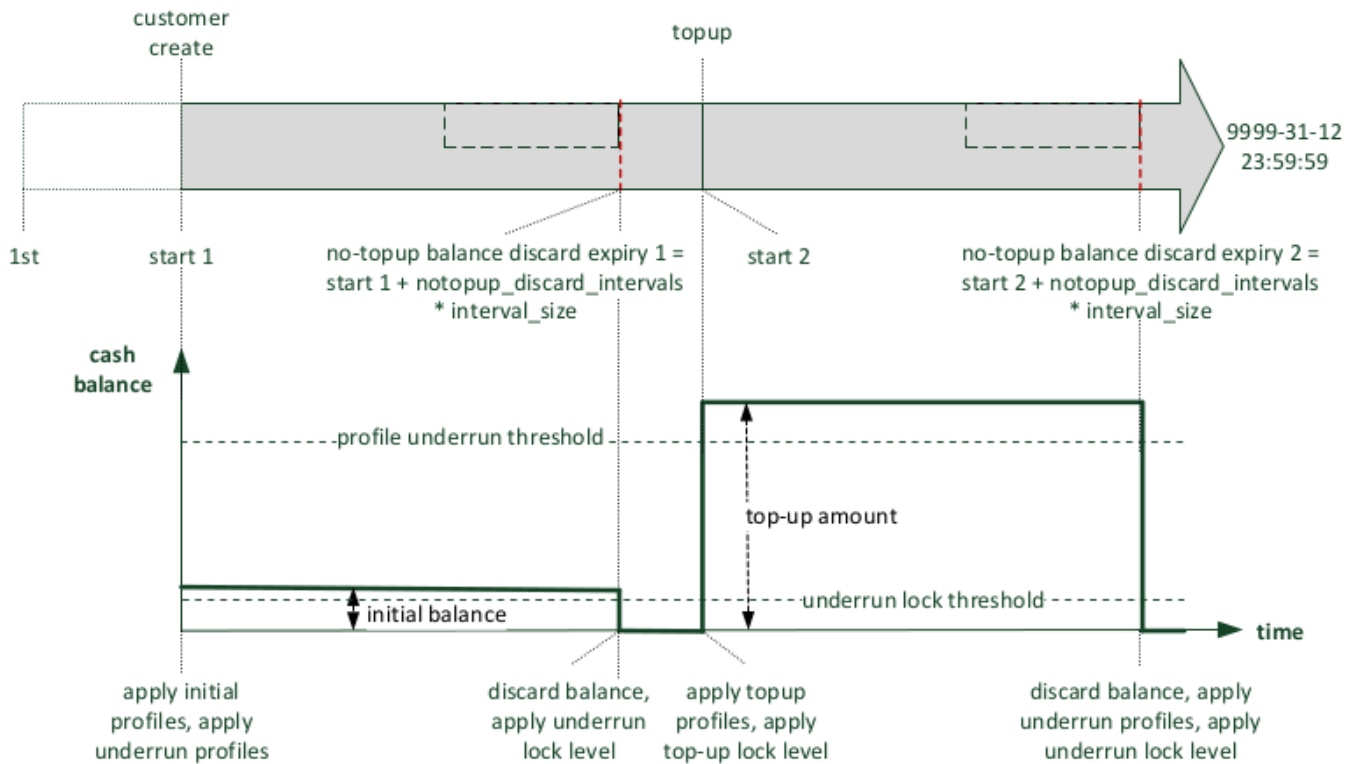 customer
create
topup
9999-31-12
23:59:59
1st
start 1
no-topup balance discard expiry 1 =
start 1 + notopup_discard_intervals
* interval_size
start 2
no-topup balance discard expiry 2 =
start 2 + notopup_discard_intervals
* interval_size
cash
balance
profile underrun threshold
top-up amount
underrun lock threshold
initial balance
time
apply initial
profiles, apply
underrun profiles
discard balance,
apply underrun
lock level
apply topup
profiles, apply
top-up lock level
discard balance, apply
underrun profiles, apply
underrun lock level